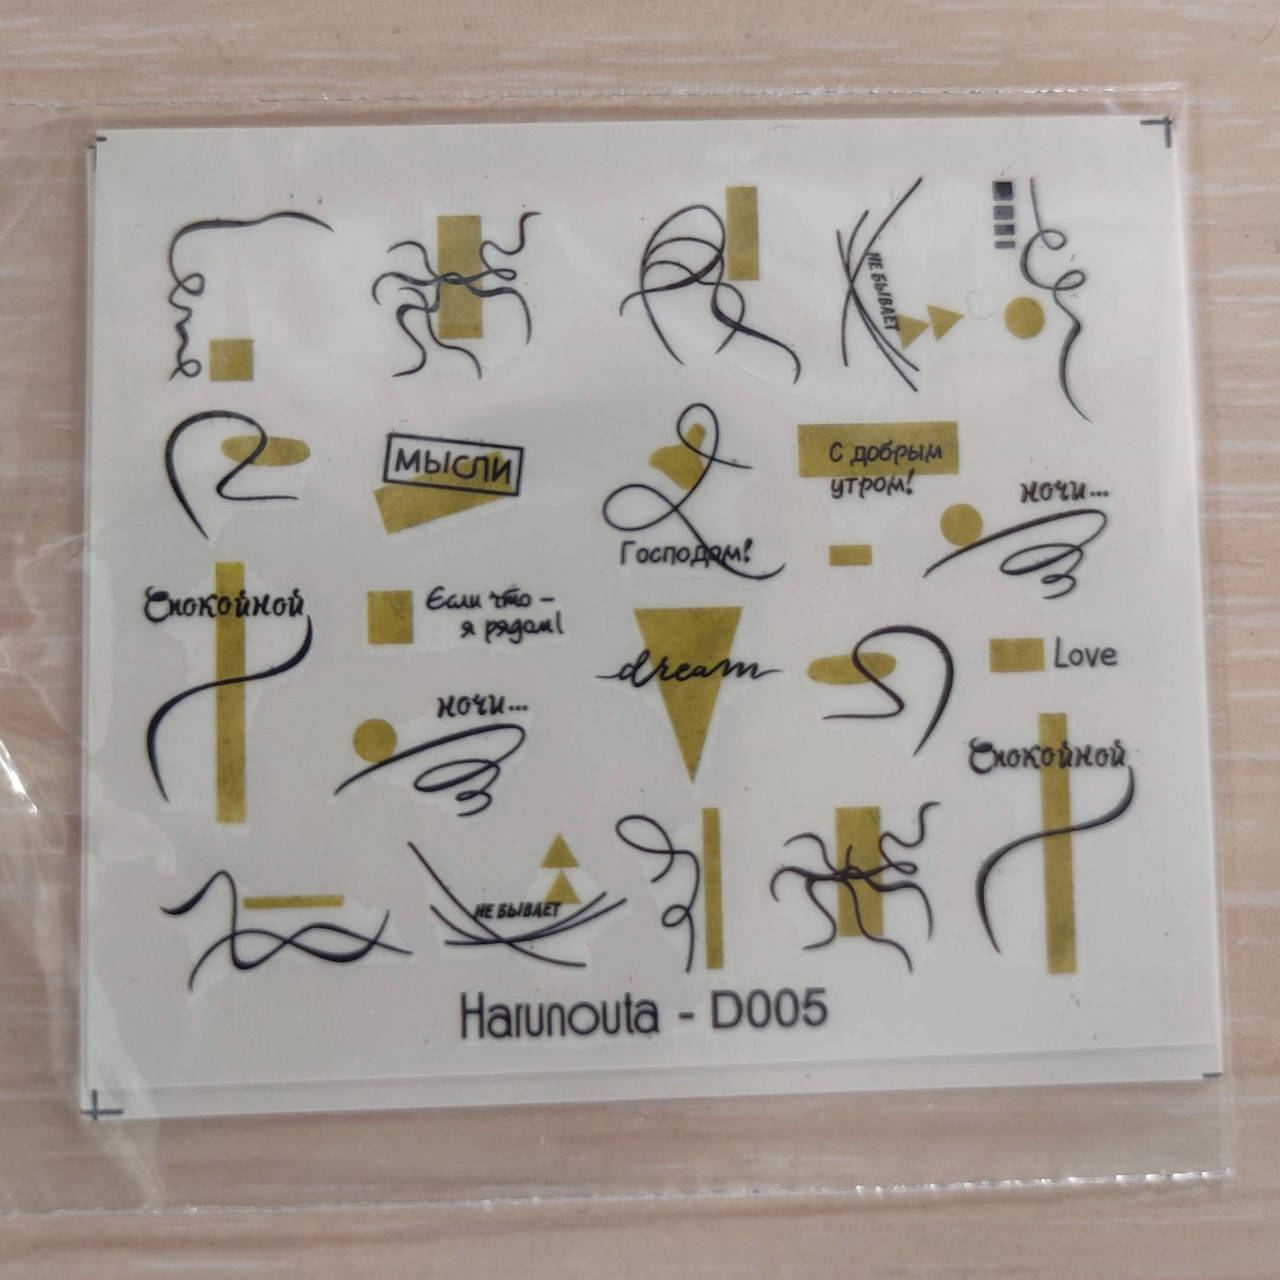 НЕ БЫВАЕТ
МЫСЛИ
Господом!
С добрым
утром!
ночи...
Спокойной
Если что –
я рядом!
dream
Love
ночи...
Спокойной
НЕ БЫВАЕТ
Harunouta - D005